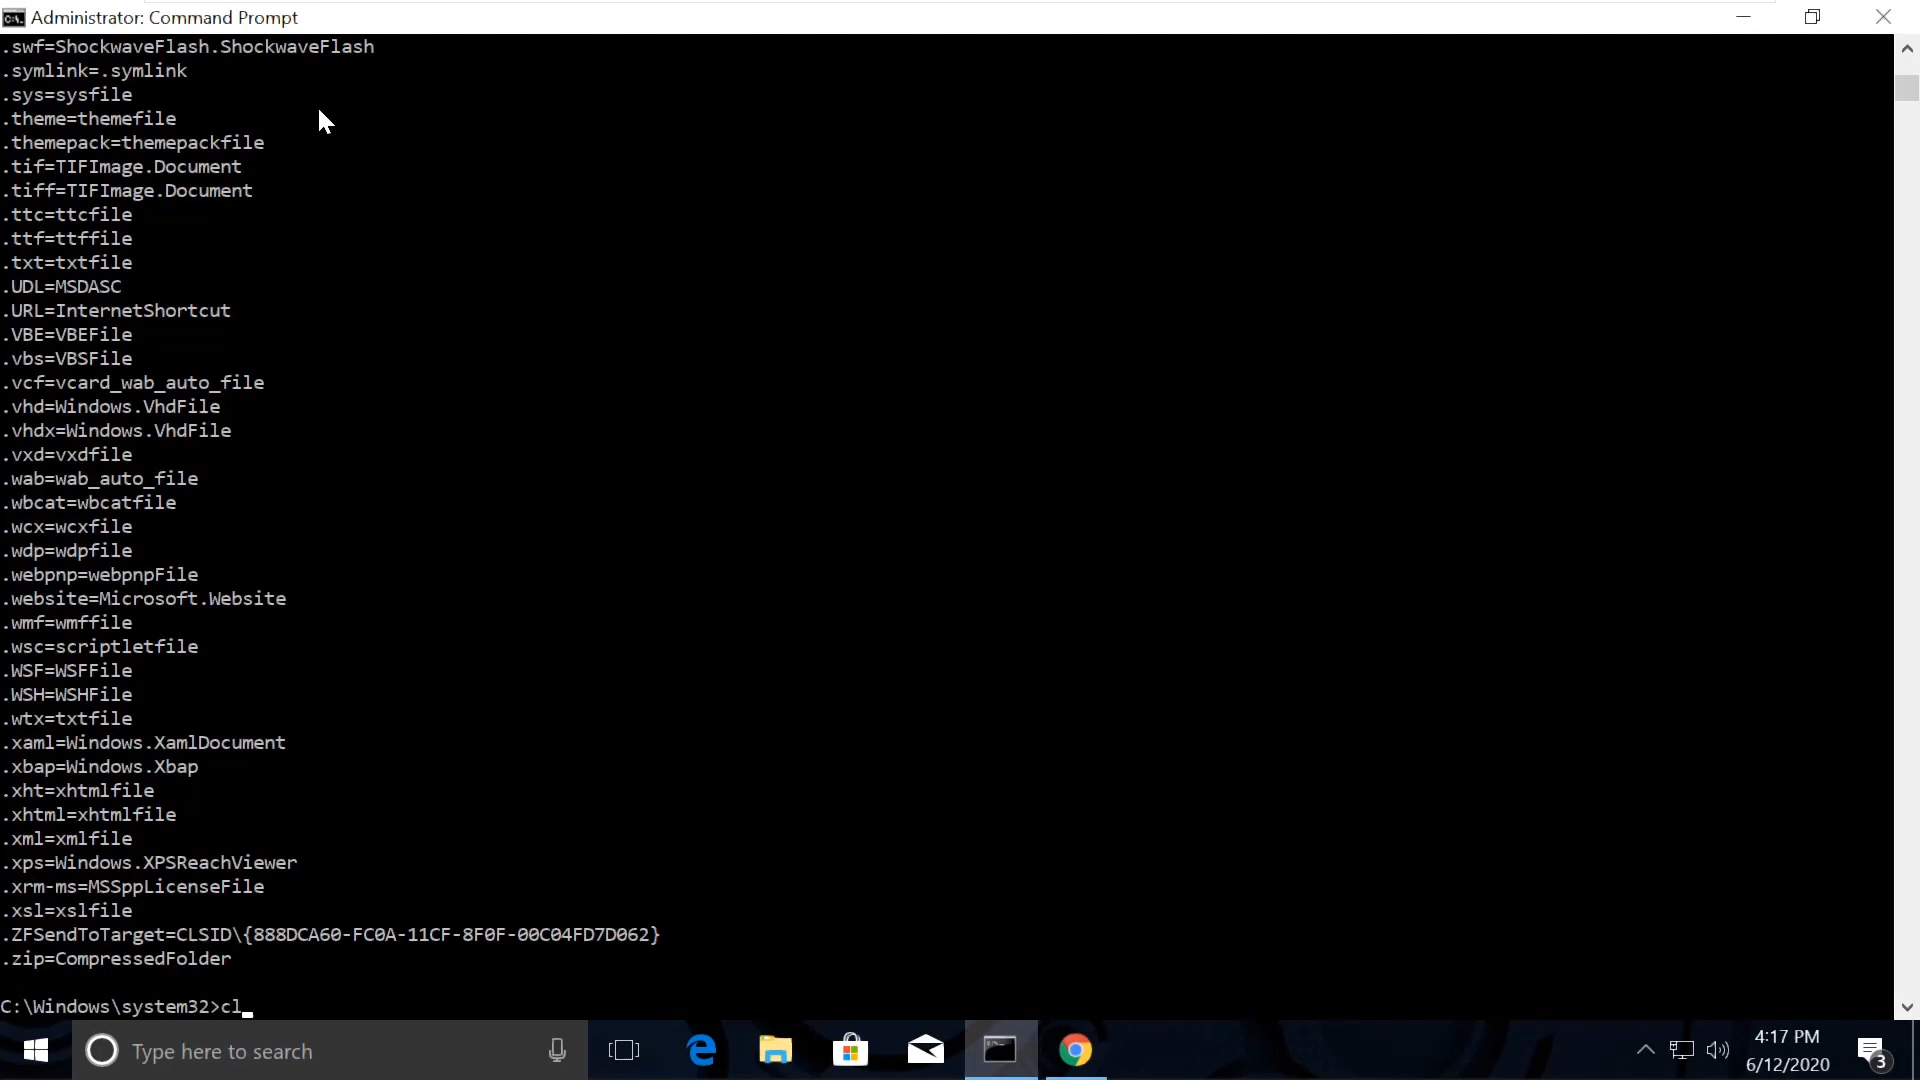 Administrator: Command Prompt
.swf=ShockwaveFlash.ShockwaveFlash
.symlink=.symlink
.sys=sysfile
.theme=themefile
.themepack=themepackfile
.tif=TIFImage.Document
.tiff=TIFImage.Document
.ttc=ttcfile
.ttf=ttffile
.txt=txtfile
.UDL=MSDASC
.URL=InternetShortcut
.VBE=VBEFile
.vbs=VBSFile
.vcf=vcard_wab_auto_file
.vhd=Windows.VhdFile
.vhdx=Windows.VhdFile
.vxd=vxdfile
.wab=wab_auto_file
.wbcat=wbcatfile
.wcx=wcxfile
.wdp=wdpfile
.webpnp=webpnpFile
.website=Microsoft.Website
.wmf=wmffile
.wsc=scriptletfile
.WSF=WSFFile
.WSH=WSHFile
.wtx=txtfile
.xaml=Windows.XamlDocument
.xbap=Windows.Xbap
.xht=xhtmlfile
.xhtml=xhtmlfile
.xml=xmlfile
.xps=Windows.XPSReachViewer
.xrm-ms=MSSppLicenseFile
.xsl=xslfile
.ZFSendToTarget=CLSID\{888DCA60-FC0A-11CF-8F0F-00C04FD7D062}
.zip=CompressedFolder
C:\Windows\system32>cl
Type here to search
4:17 PM
6/12/2020
3